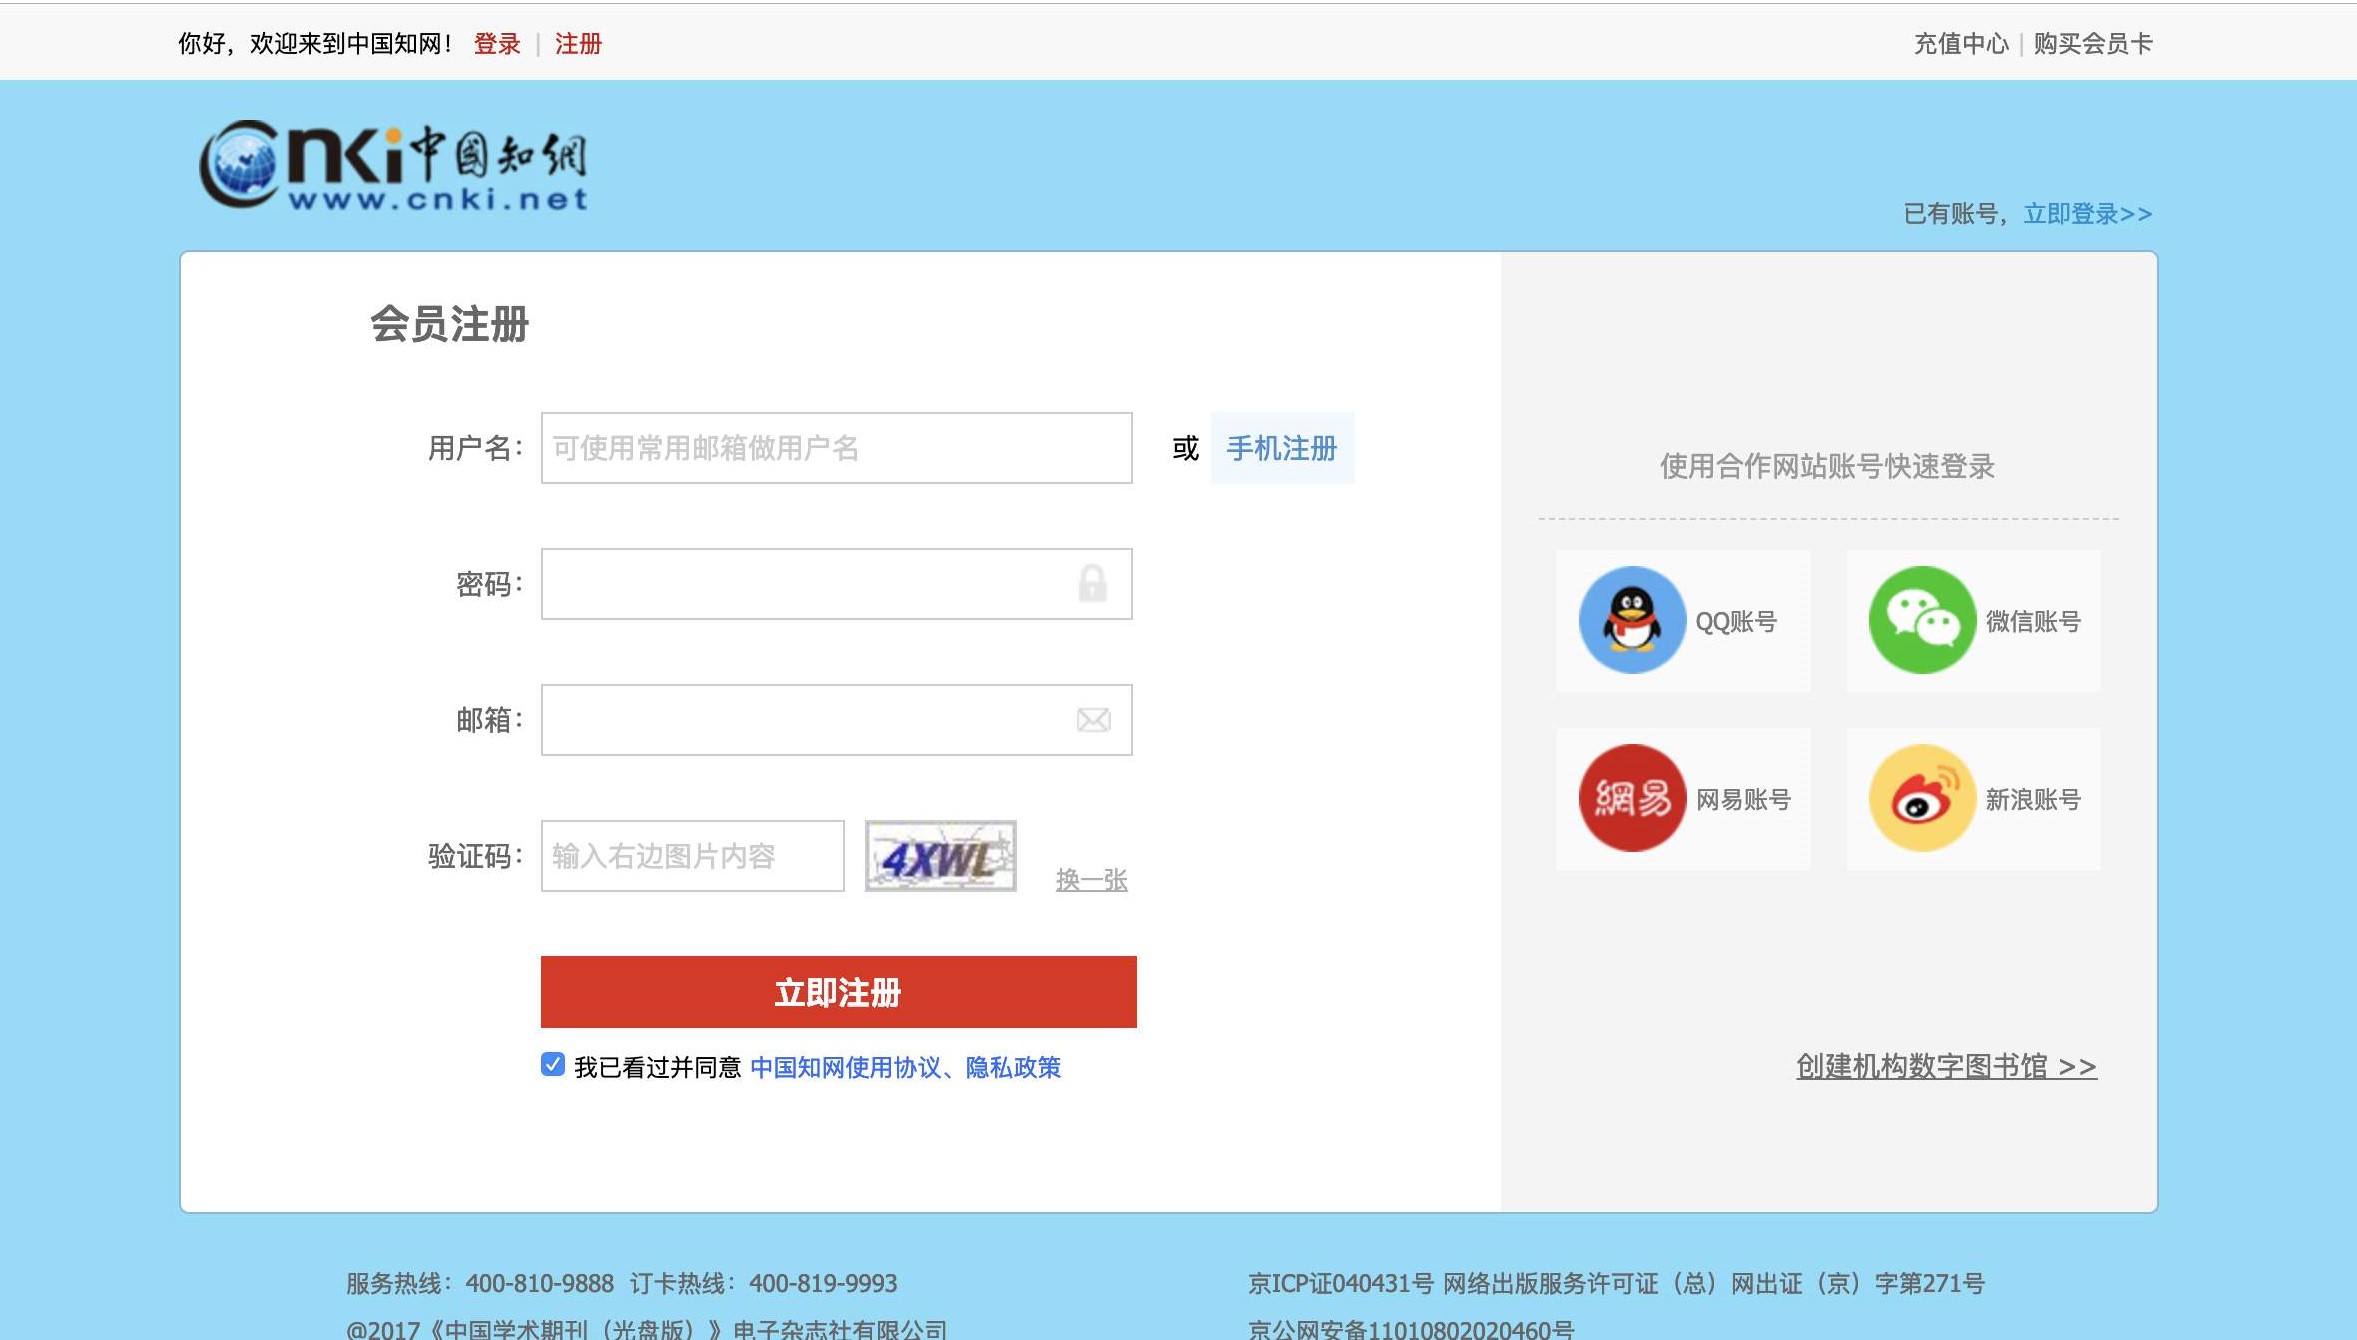 你好，欢迎来到中国知网！ 登录 | 注册
充值中心 | 购买会员卡
cnki中國知網
www.cnki.net
已有账号，立即登录>>
会员注册
用户名： 可使用常用邮箱做用户名 或 手机注册
密码：
邮箱：
验证码： 输入右边图片内容 4XWL 换一张
立即注册
我已看过并同意 中国知网使用协议、隐私政策
使用合作网站账号快速登录
QQ账号 微信账号
網易 网易账号 新浪账号
创建机构数字图书馆 >>
服务热线：400-810-9888 订卡热线：400-819-9993
@2017《中国学术期刊（光盘版）》电子杂志社有限公司
京ICP证040431号 网络出版服务许可证（总）网出证（京）字第271号
京公网安备11010802020460号